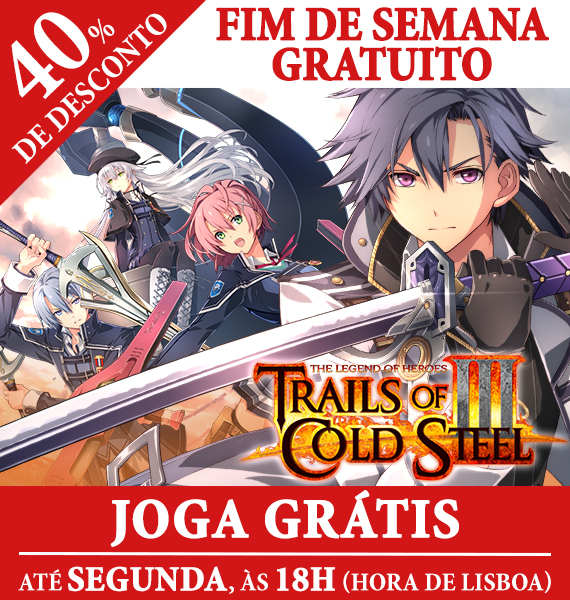 40%
DE DESCONTO
FIM DE SEMANA
GRATUITO
THE LEGEND OF HEROES
TRAILS OF
COLD STEEL III
JOGA GRÁTIS
ATÉ SEGUNDA, ÀS 18H (HORA DE LISBOA)